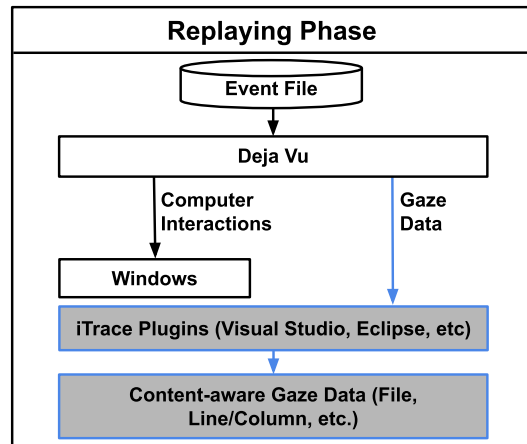 Replaying Phase
Event File
Deja Vu
Computer
Interactions
Gaze
Data
Windows
iTrace Plugins (Visual Studio, Eclipse, etc)
Content-aware Gaze Data (File,
Line/Column, etc.)